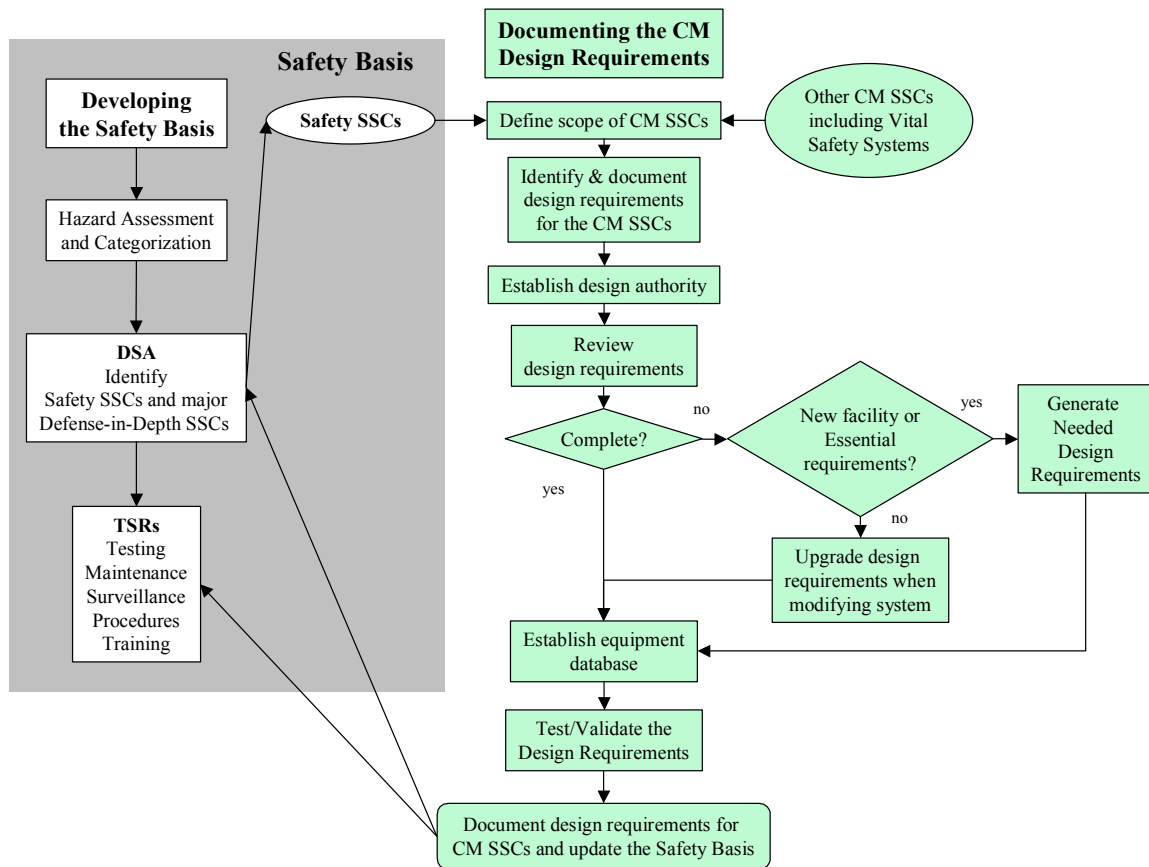 Documenting the CM
Design Requirements
Safety Basis
Developing
the Safety Basis
Safety SSCs
Define scope of CM SSCs
Other CM SSCs
including Vital
Safety Systems
Hazard Assessment
and Categorization
Identify & document
design requirements
for the CM SSCs
Establish design authority
DSA
Identify
Safety SSCs and major
Defense-in-Depth SSCs
Review
design requirements
Complete?
no
New facility or
Essential
requirements?
yes
Generate
Needed
Design
Requirements
yes
no
TSRs
Testing
Maintenance
Surveillance
Procedures
Training
Upgrade design
requirements when
modifying system
Establish equipment
database
Test/Validate the
Design Requirements
Document design requirements for
CM SSCs and update the Safety Basis